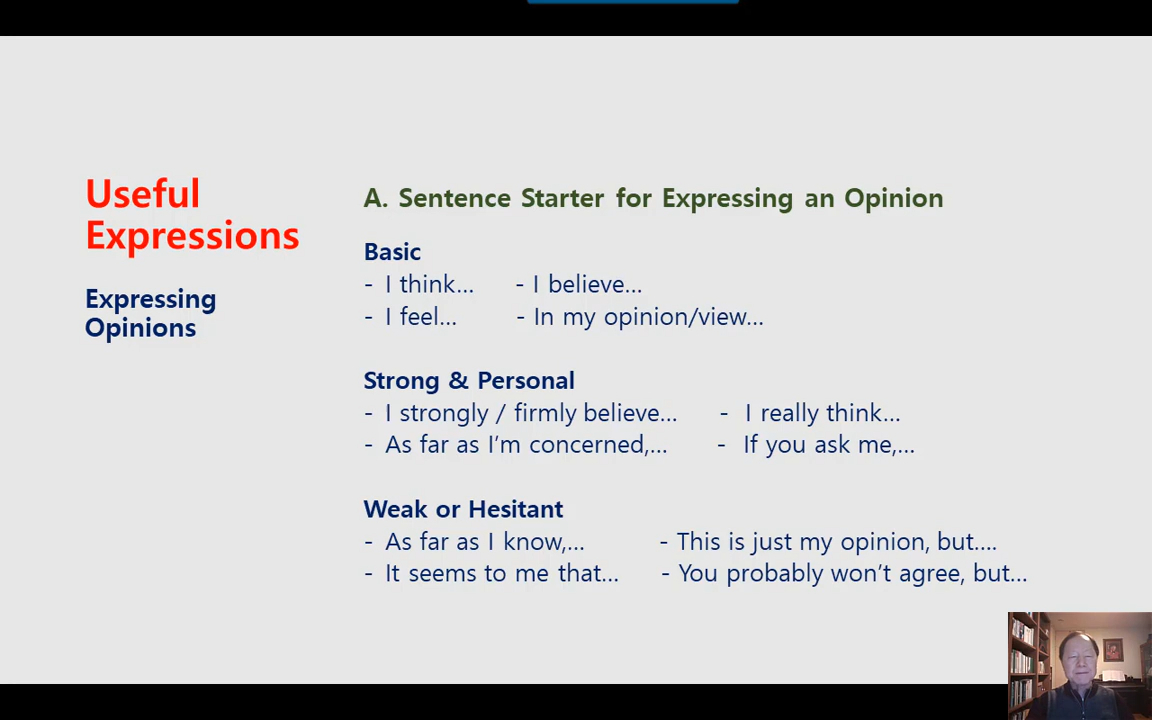 Useful
Expressions
Expressing
Opinions
A. Sentence Starter for Expressing an Opinion
Basic
- I think... - I believe...
- I feel... - In my opinion/view...
Strong & Personal
- I strongly / firmly believe... - I really think...
- As far as I'm concerned,... - If you ask me,...
Weak or Hesitant
- As far as I know,... - This is just my opinion, but....
- It seems to me that... - You probably won't agree, but...